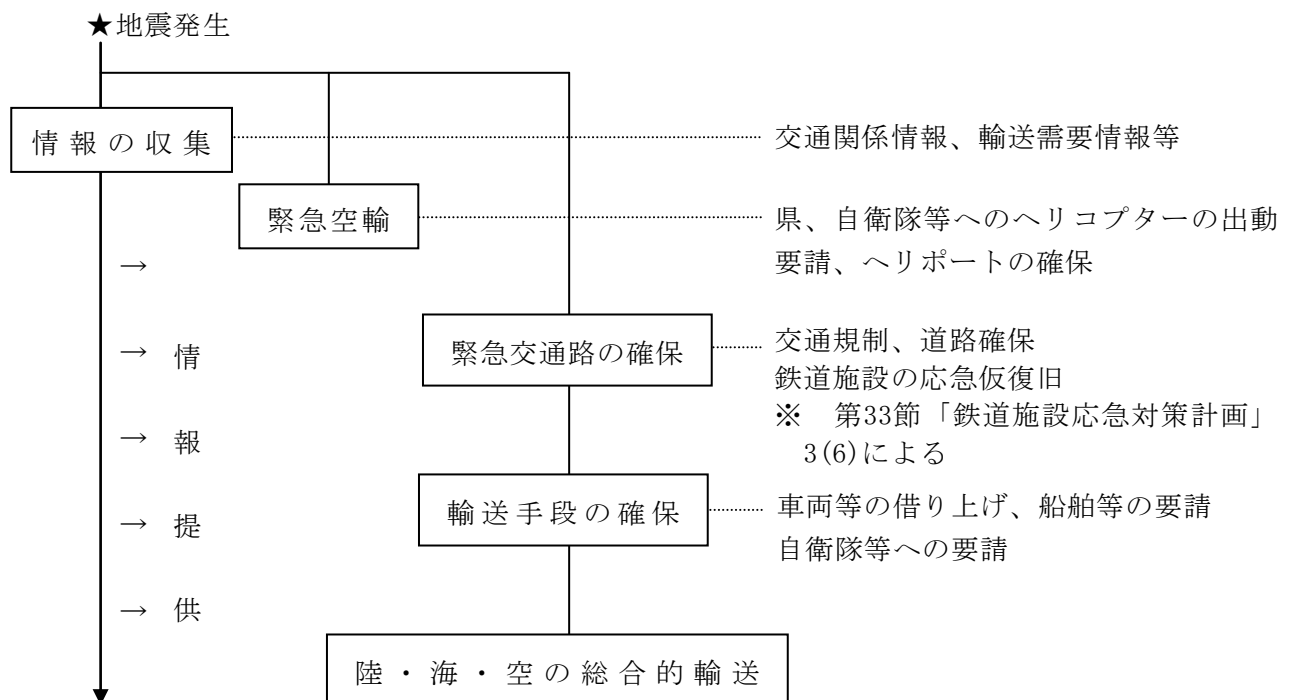 ★地震発生
情報の収集
交通関係情報、輸送需要情報等
緊急空輸
県、自衛隊等へのヘリコプターの出動
要請、ヘリポートの確保
→
緊急交通路の確保
交通規制、道路確保
鉄道施設の応急仮復旧
※　第33節「鉄道施設応急対策計画」
3(6)による
→　情
→　報
輸送手段の確保
車両等の借り上げ、船舶等の要請
自衛隊等への要請
→　提
→　供
陸・海・空の総合的輸送